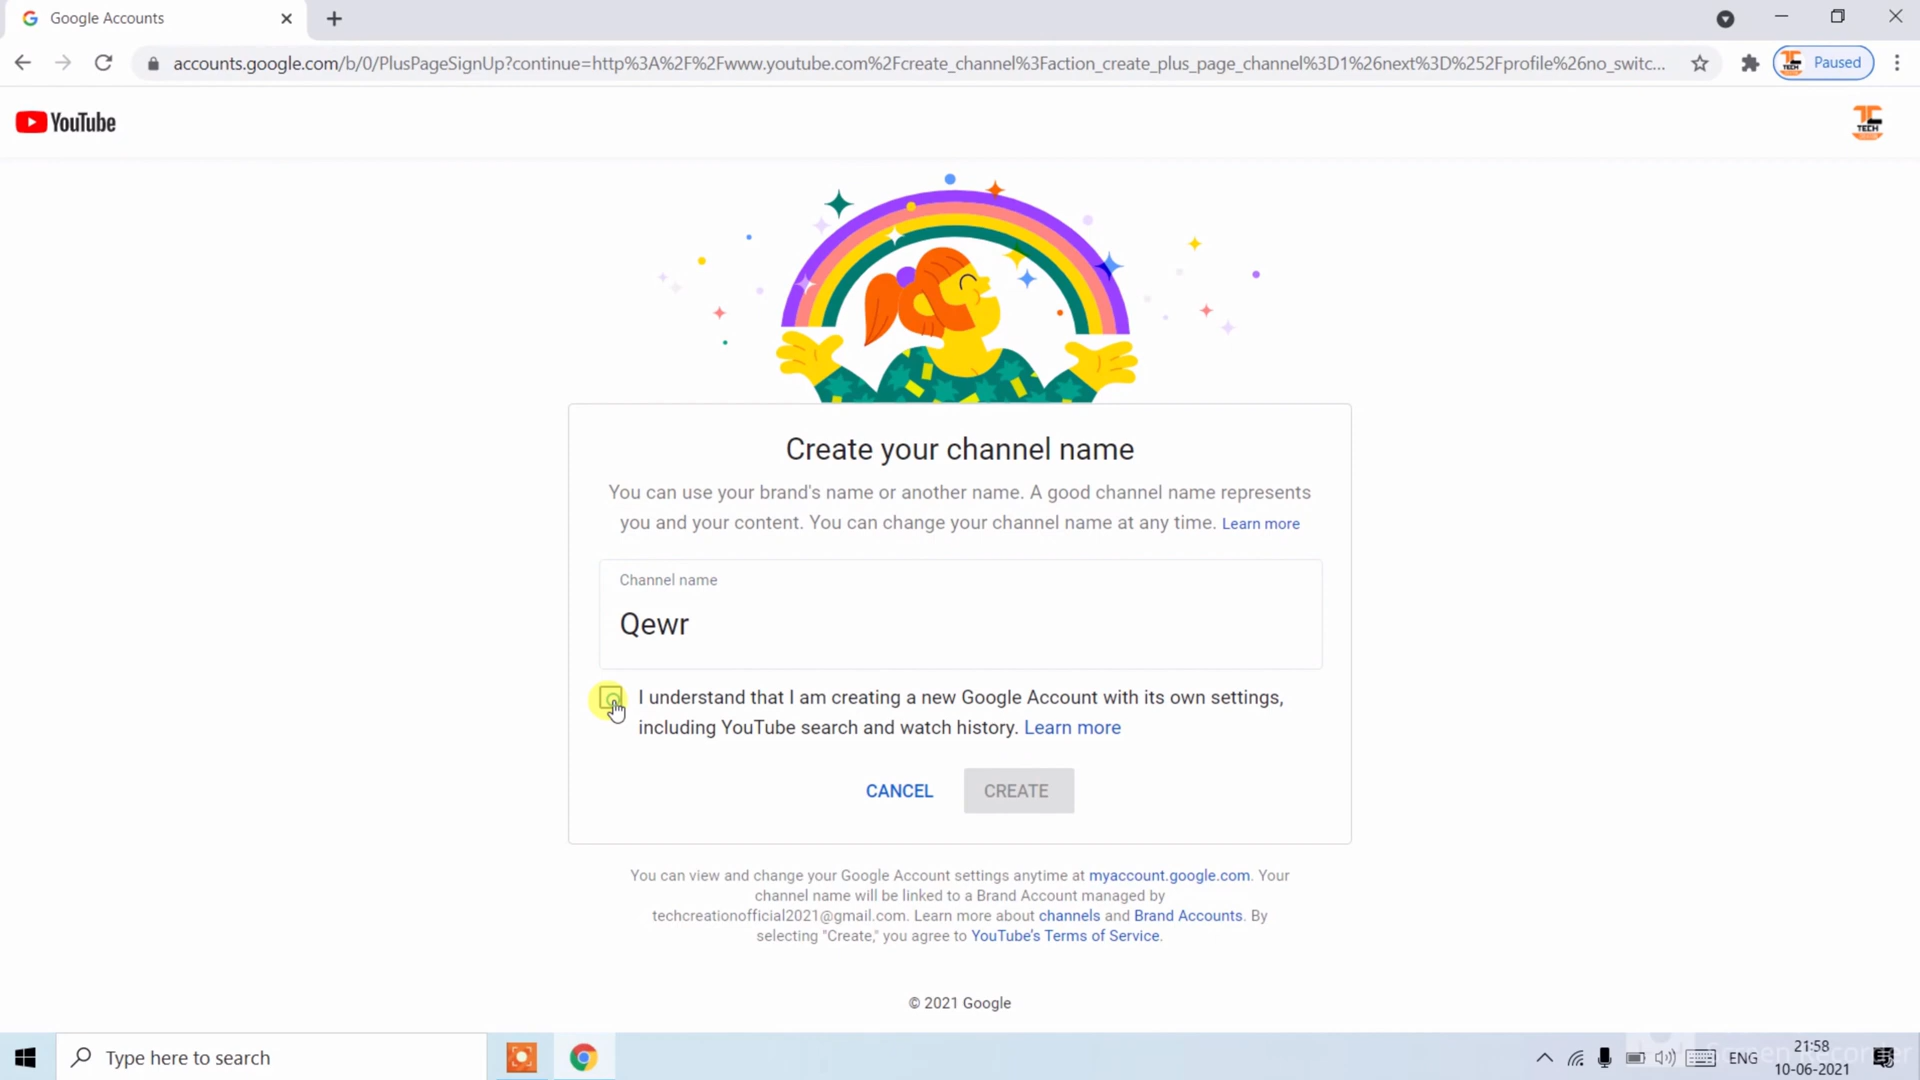 Google Accounts
accounts.google.com/b/0/PlusPageSignUp?continue=http%3A%2F%2Fwww.youtube.com%2Fcreate_channel%3Faction_create_plus_page_channel%3D1%26next%3D%252Fprofile%26no_switc...
Paused
YouTube
TECH
Create your channel name
You can use your brand's name or another name. A good channel name represents
you and your content. You can change your channel name at any time. Learn more
Channel name
Qewr
I understand that I am creating a new Google Account with its own settings,
including YouTube search and watch history. Learn more
CANCEL
CREATE
You can view and change your Google Account settings anytime at myaccount.google.com. Your
channel name will be linked to a Brand Account managed by
techcreationofficial2021@gmail.com. Learn more about channels and Brand Accounts. By
selecting "Create," you agree to YouTube's Terms of Service.
© 2021 Google
Type here to search
ENG
21:58
10-06-2021